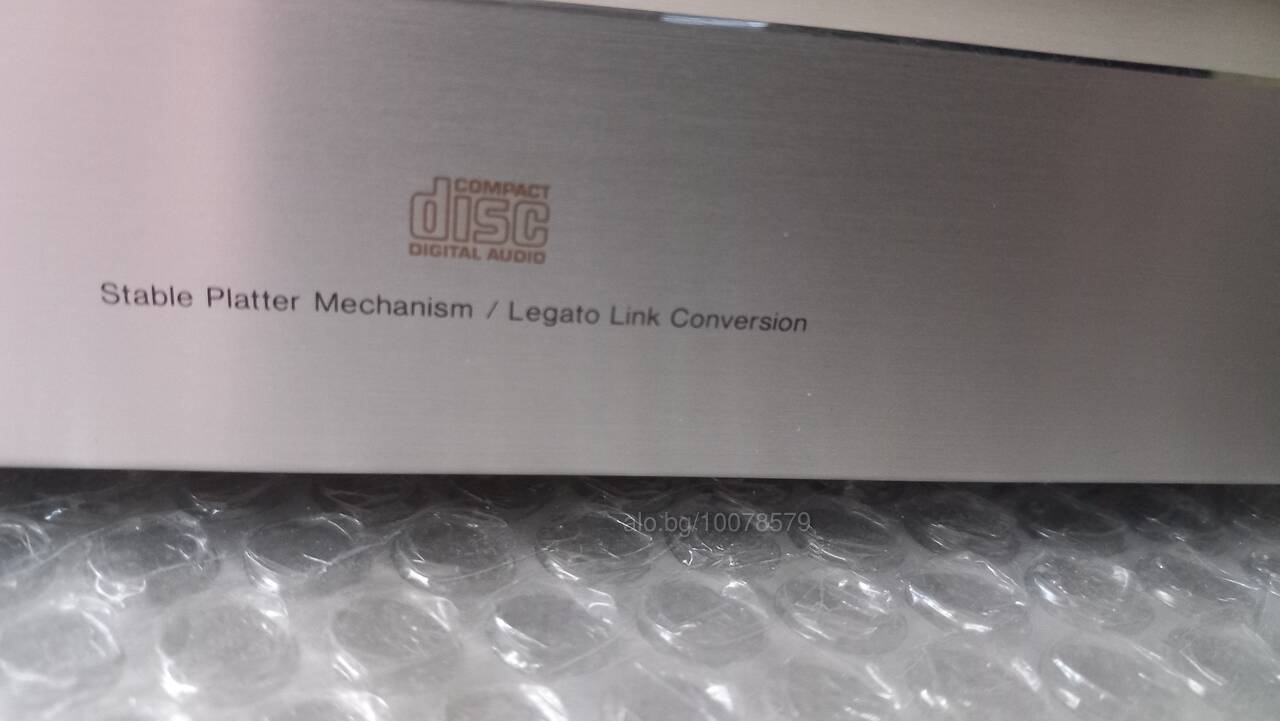 COMPACT
disc
DIGITAL AUDIO
Stable Platter Mechanism / Legato Link Conversion
alo.bg/10078579